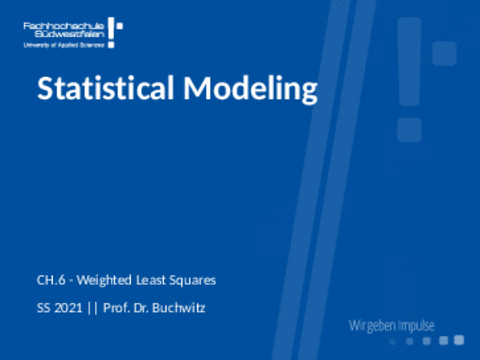 Fachhochschule
Südwestfalen
University of Applied Sciences
Statistical Modeling
CH.6 - Weighted Least Squares
SS 2021 || Prof. Dr. Buchwitz
Wir geben Impulse